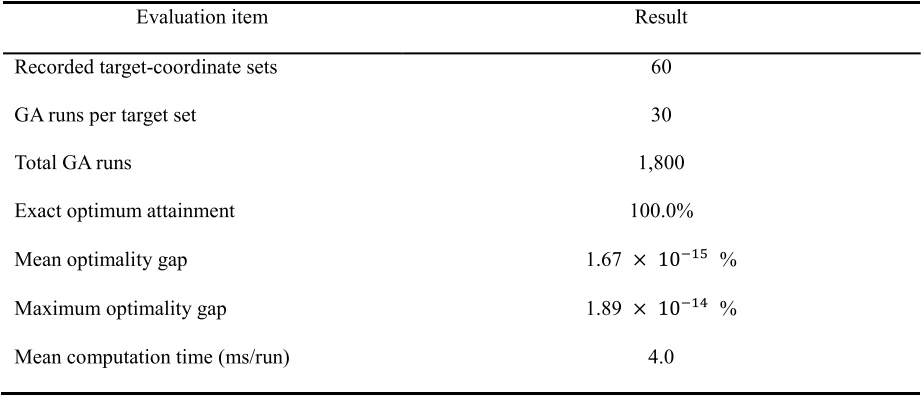 Evaluation item Result
Recorded target-coordinate sets 60
GA runs per target set 30
Total GA runs 1,800
Exact optimum attainment 100.0%
Mean optimality gap 1.67 × 10⁻¹⁵ %
Maximum optimality gap 1.89 × 10⁻¹⁴ %
Mean computation time (ms/run) 4.0